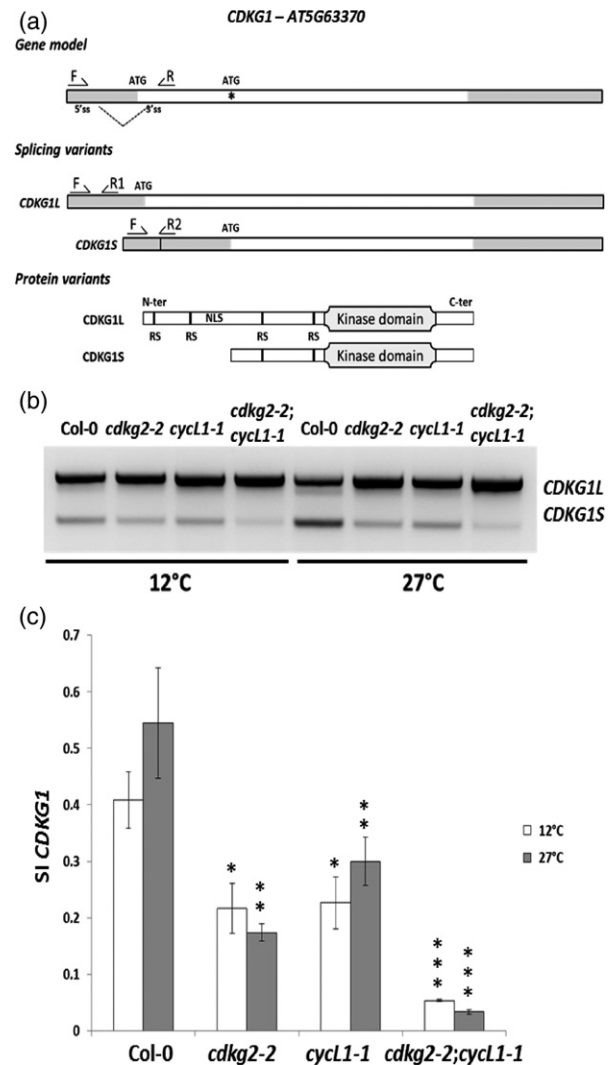 (a)
CDKG1 – AT5G63370
Gene model
F ATG R ATG
*
5'ss 5'ss
Splicing variants
F R1 ATG
CDKG1L
F R2 ATG
CDKG1S
Protein variants
N-ter C-ter
CDKG1L NLS Kinase domain
RS RS RS RS
CDKG1S Kinase domain
(b)
Col-0 cdkg2-2 cycL1-1 cdkg2-2; cycL1-1 Col-0 cdkg2-2 cycL1-1 cdkg2-2; cycL1-1
CDKG1L
CDKG1S
12°C 27°C
(c)
SI CDKG1
0.7
0.6
0.5
0.4
0.3
0.2
0.1
0
* ** * ** *** ***
12°C
27°C
Col-0 cdkg2-2 cycL1-1 cdkg2-2;cycL1-1